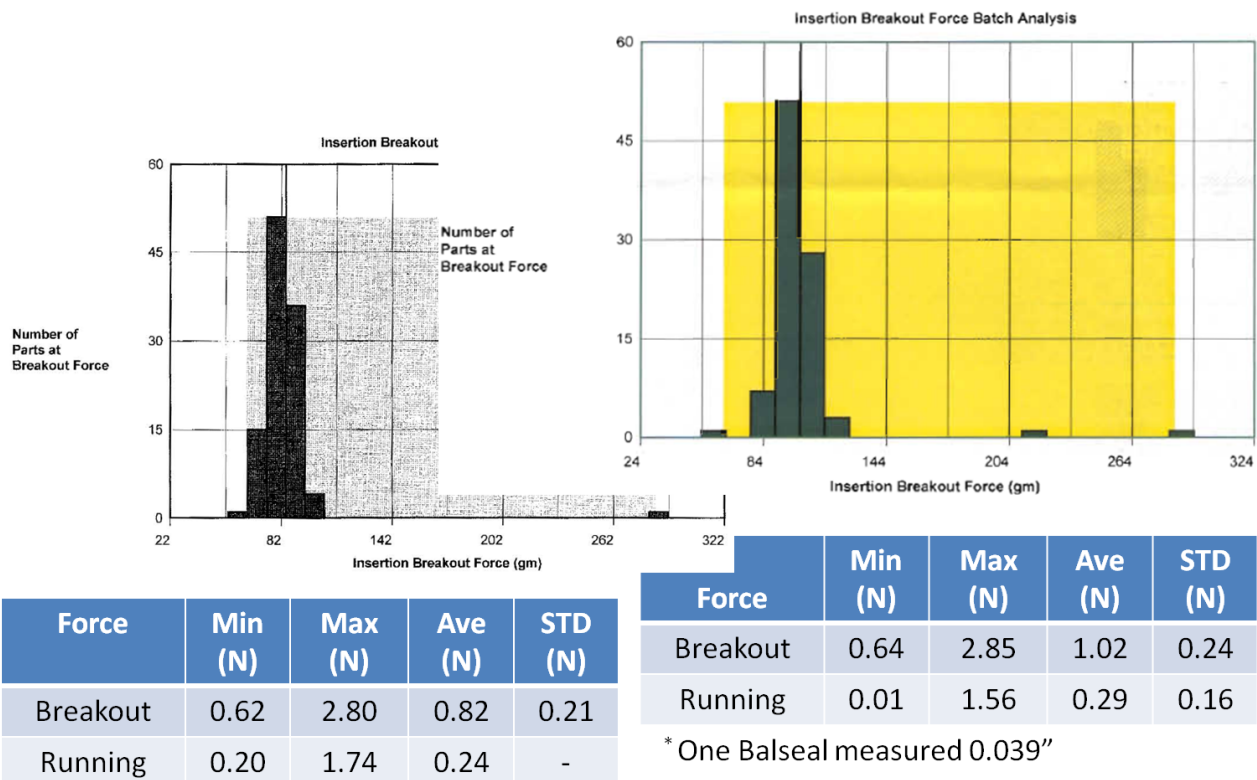 Insertion Breakout
60
45
30
15
0
Number of
Parts at
Breakout Force
Number of
Parts at
Breakout Force
22 82 142 202 262 322
Insertion Breakout Force (gm)
Force Min (N) Max (N) Ave (N) STD (N)
Breakout 0.62 2.80 0.82 0.21
Running 0.20 1.74 0.24 -
Insertion Breakout Force Batch Analysis
60
45
30
15
0
24 84 144 204 264 324
Insertion Breakout Force (gm)
Force Min (N) Max (N) Ave (N) STD (N)
Breakout 0.64 2.85 1.02 0.24
Running 0.01 1.56 0.29 0.16
* One Balseal measured 0.039”